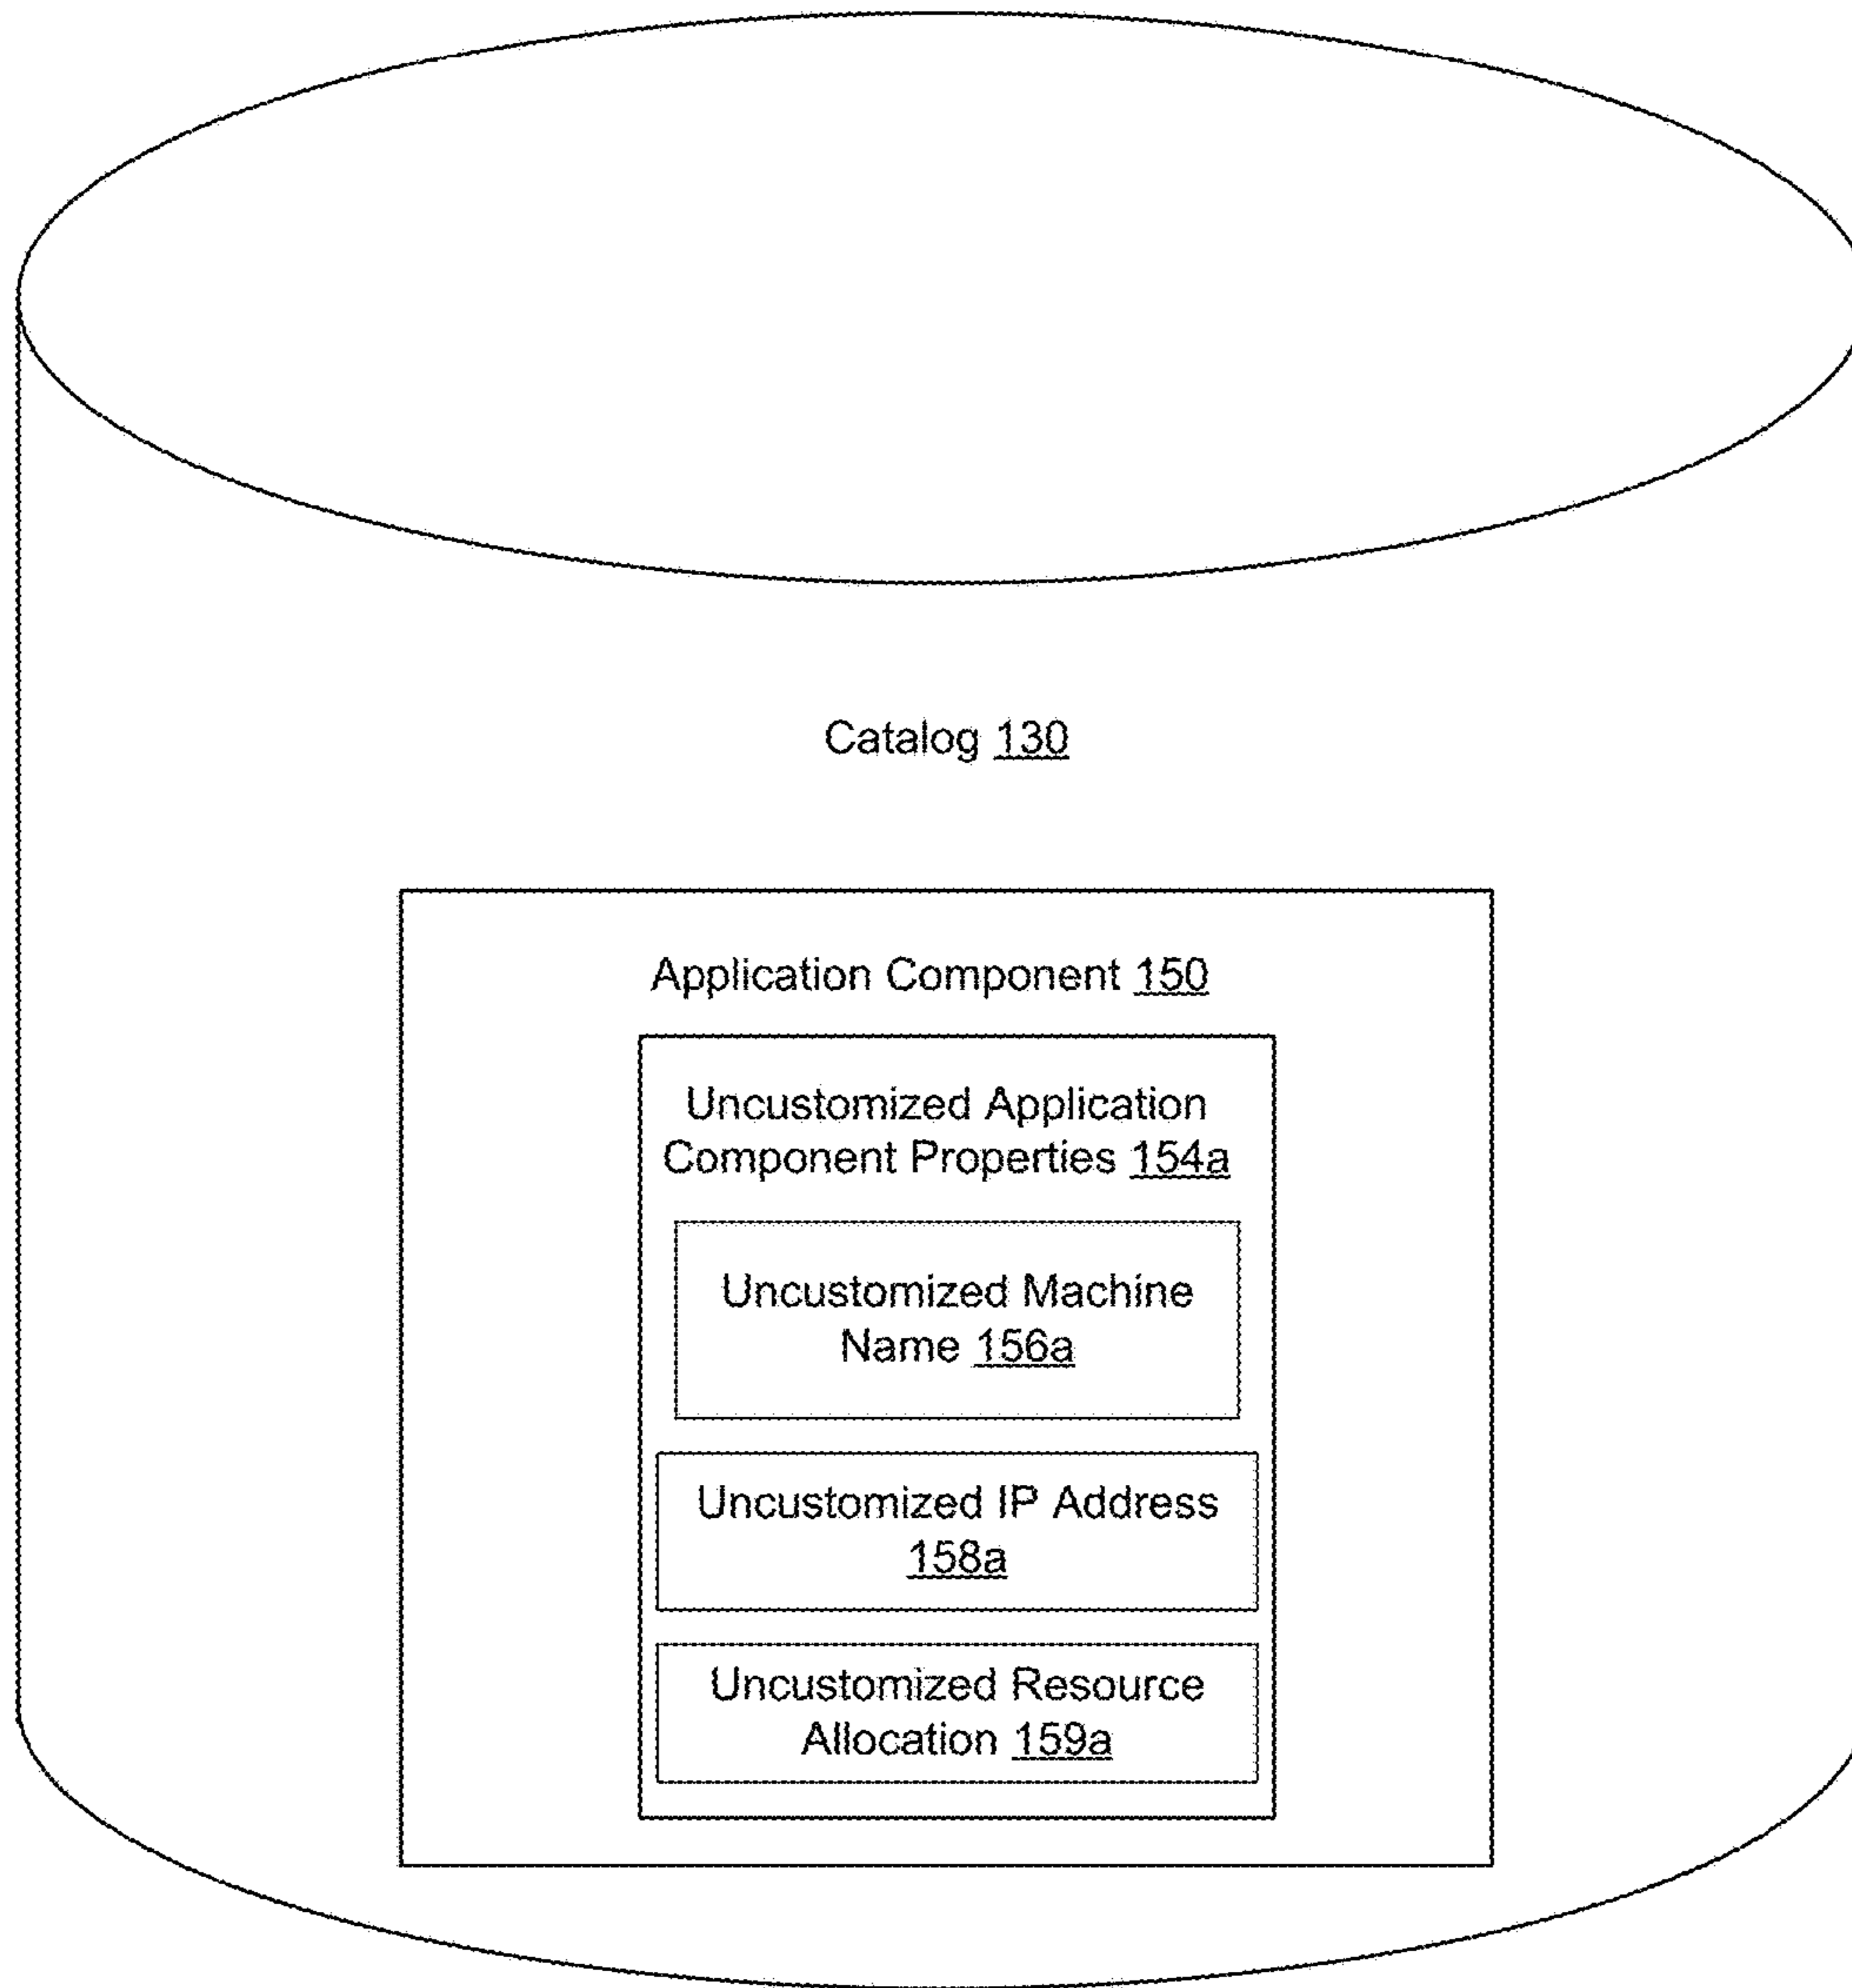 Catalog 130
Application Component 150
Uncustomized Application
Component Properties 154a
Uncustomized Machine
Name 156a
Uncustomized IP Address
158a
Uncustomized Resource
Allocation 159a